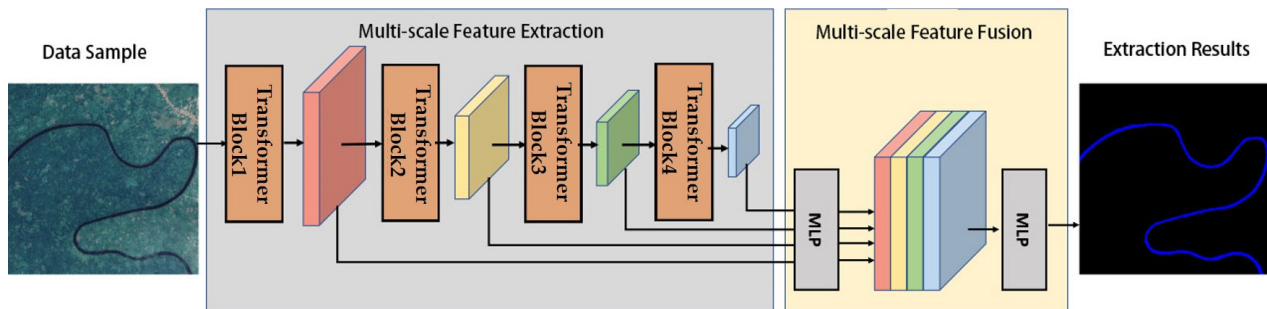 Data Sample
Multi-scale Feature Extraction
Transformer
Block1
Transformer
Block2
Transformer
Block3
Transformer
Block4
Multi-scale Feature Fusion
MLP
MLP
Extraction Results